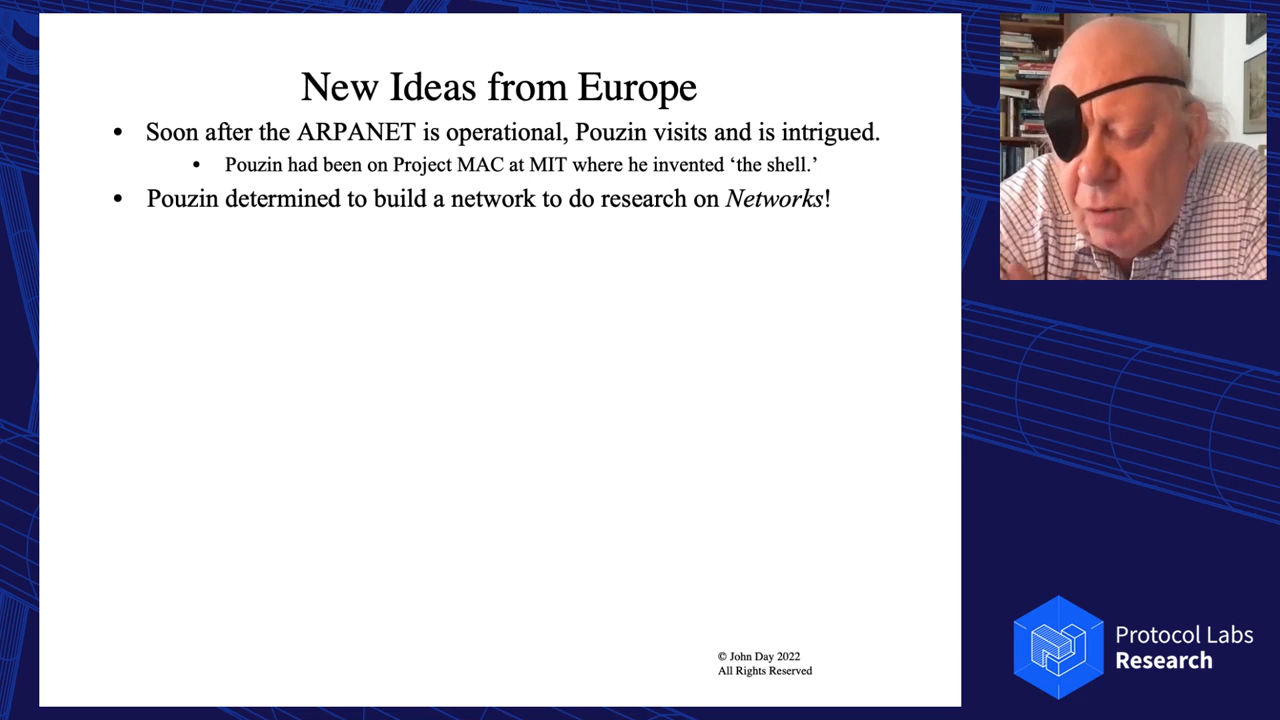 New Ideas from Europe
• Soon after the ARPANET is operational, Pouzin visits and is intrigued.
• Pouzin had been on Project MAC at MIT where he invented ‘the shell.’
• Pouzin determined to build a network to do research on Networks!
© John Day 2022
All Rights Reserved
Protocol Labs
Research